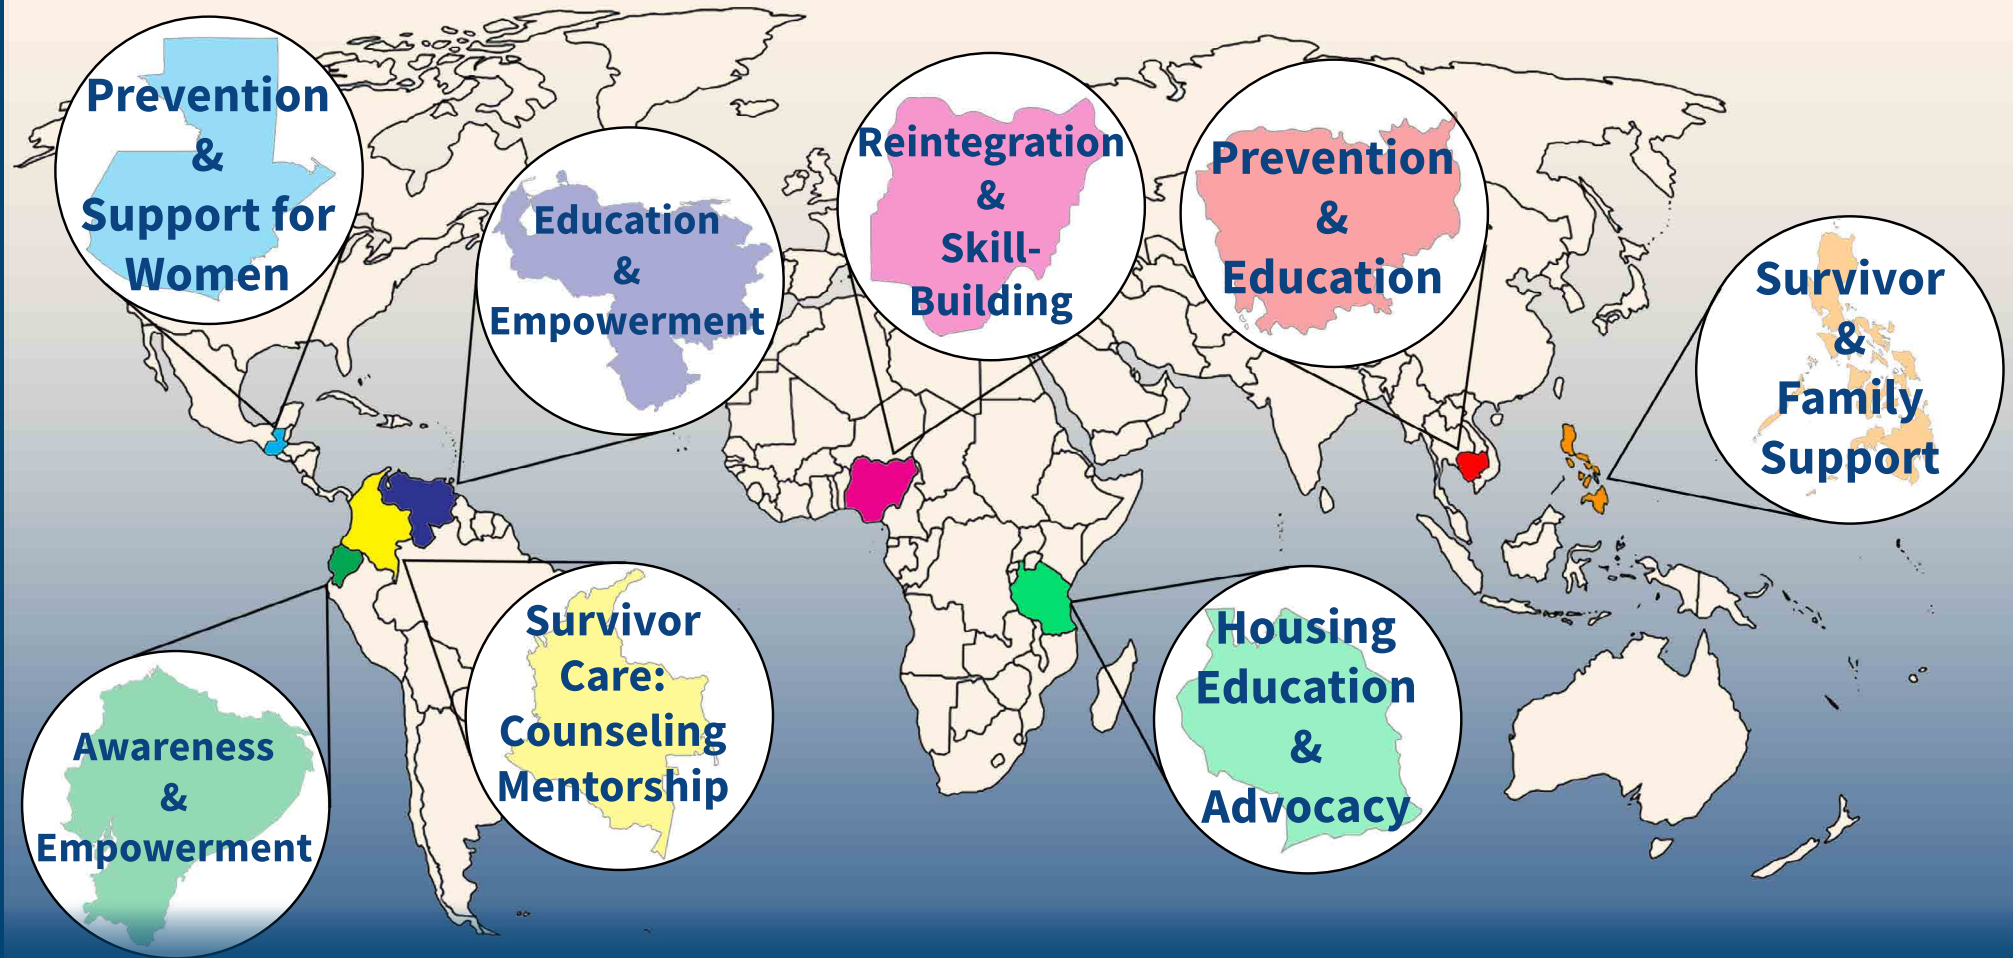 Prevention
&
Support for
Women
Education
&
Empowerment
Reintegration
&
Skill-
Building
Prevention
&
Education
Survivor
&
Family
Support
Awareness
&
Empowerment
Survivor
Care:
Counseling
Mentorship
Housing
Education
&
Advocacy